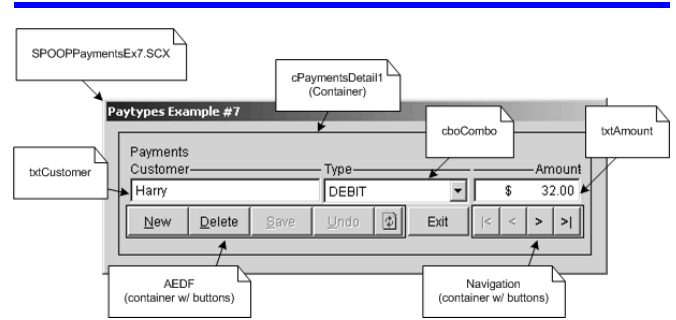 SPOOPPaymentsEx7.SCX
cPaymentsDetail1
(Container)
Paytypes Example #7
cboCombo
txtAmount
txtCustomer
Payments
Customer Type Amount
Harry DEBIT $ 32.00
New Delete Save Undo Exit |< < > >|
AEDF
(container w/ buttons)
Navigation
(container w/ buttons)